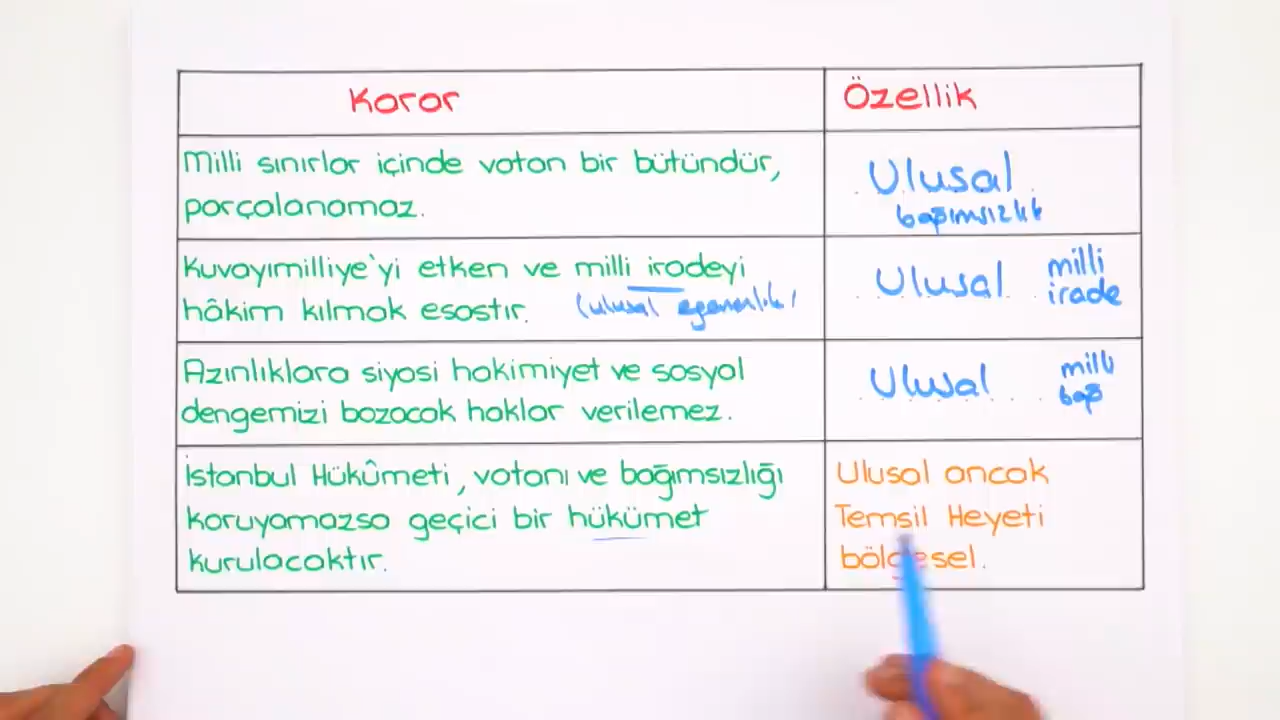 Karar
Özellik
Milli sınırlar içinde vatan bir bütündür,
parçalanamaz.
Ulusal
bağımsızlık
Kuvayımilliye'yi etken ve milli iradeyi
hâkim kılmak esastır.
(ulusal egemenlik)
Ulusal
milli
irade
Azınlıklara siyasi hakimiyet ve sosyal
dengemizi bozacak haklar verilemez.
Ulusal
milli
bağ
İstanbul Hükûmeti, vatanı ve bağımsızlığı
koruyamazsa geçici bir hükümet
kurulacaktır.
Ulusal ancak
Temsil Heyeti
bölgesel.